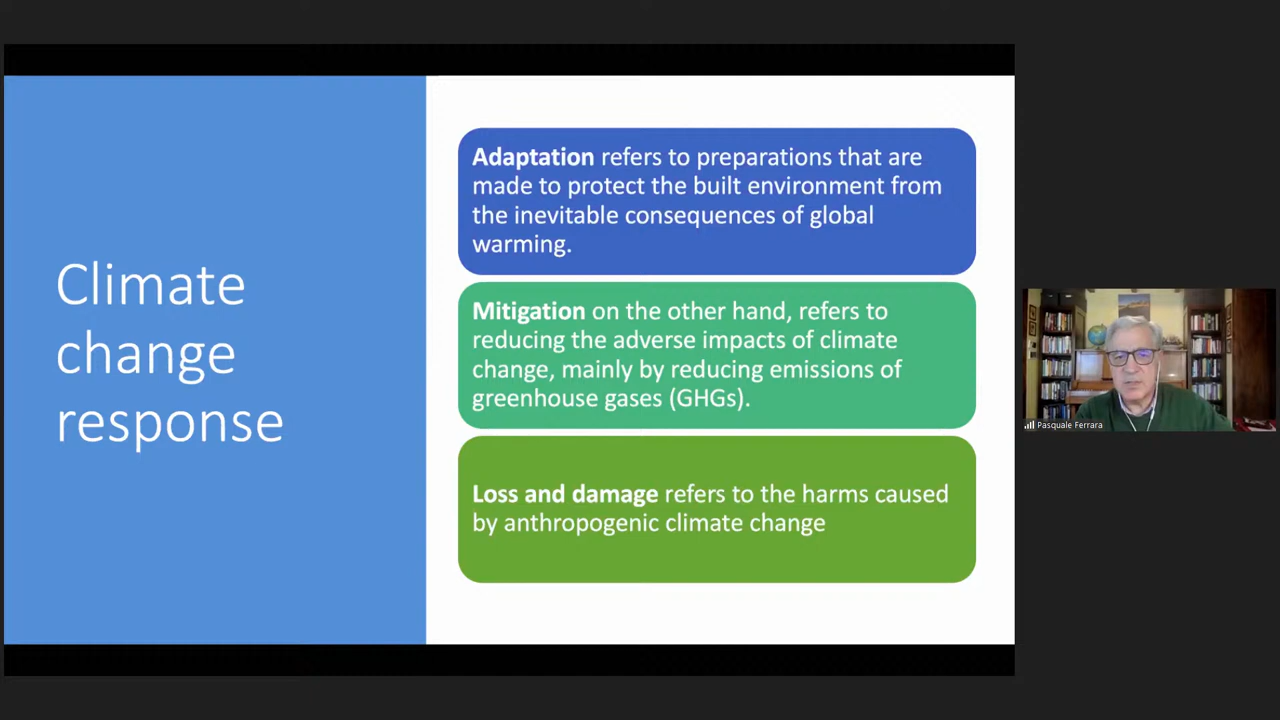 Climate
change
response
Adaptation refers to preparations that are
made to protect the built environment from
the inevitable consequences of global
warming.
Mitigation on the other hand, refers to
reducing the adverse impacts of climate
change, mainly by reducing emissions of
greenhouse gases (GHGs).
Loss and damage refers to the harms caused
by anthropogenic climate change
Pasquale Ferrara